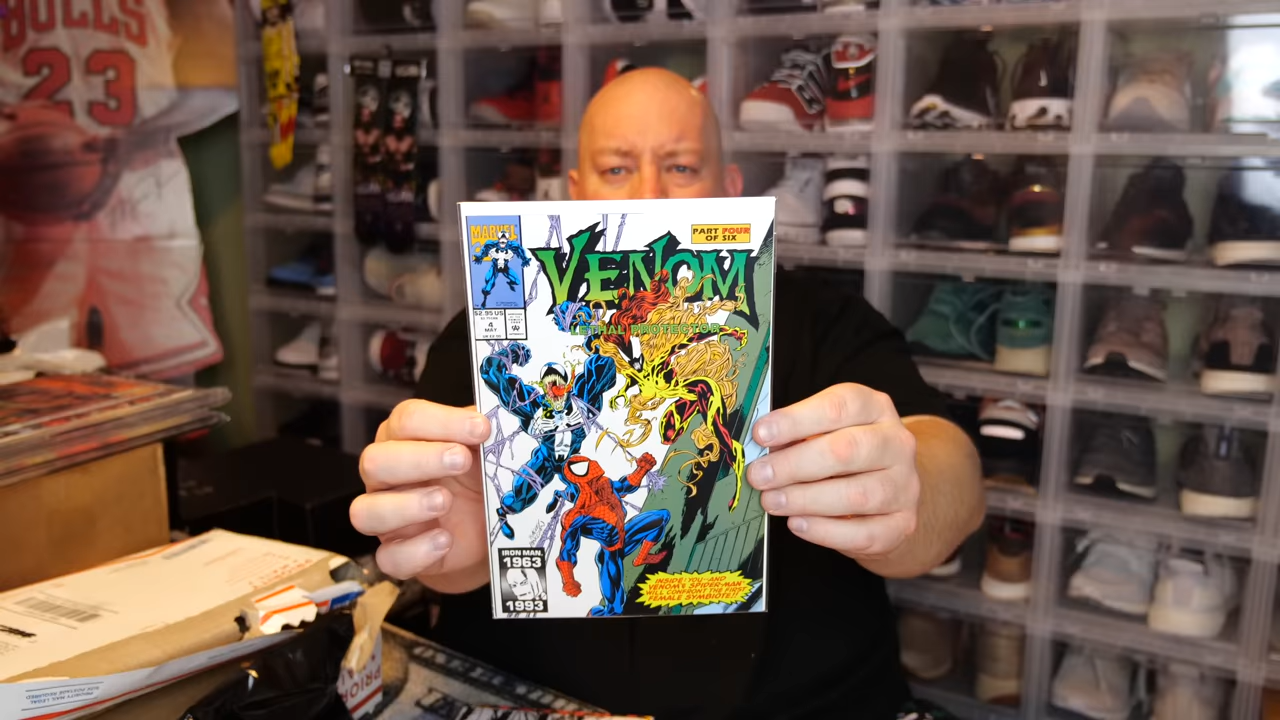 BULLS
23
MARVEL
PART FOUR
OF SIX
VENOM
LETHAL PROTECTOR
$2.95 US
4
MAY
IRON MAN
1963
1993
INSIDE: YOU--AND
VENOM & SPIDER-MAN--
WILL CONFRONT THE FIRST
FEMALE SYMBIOTE!!